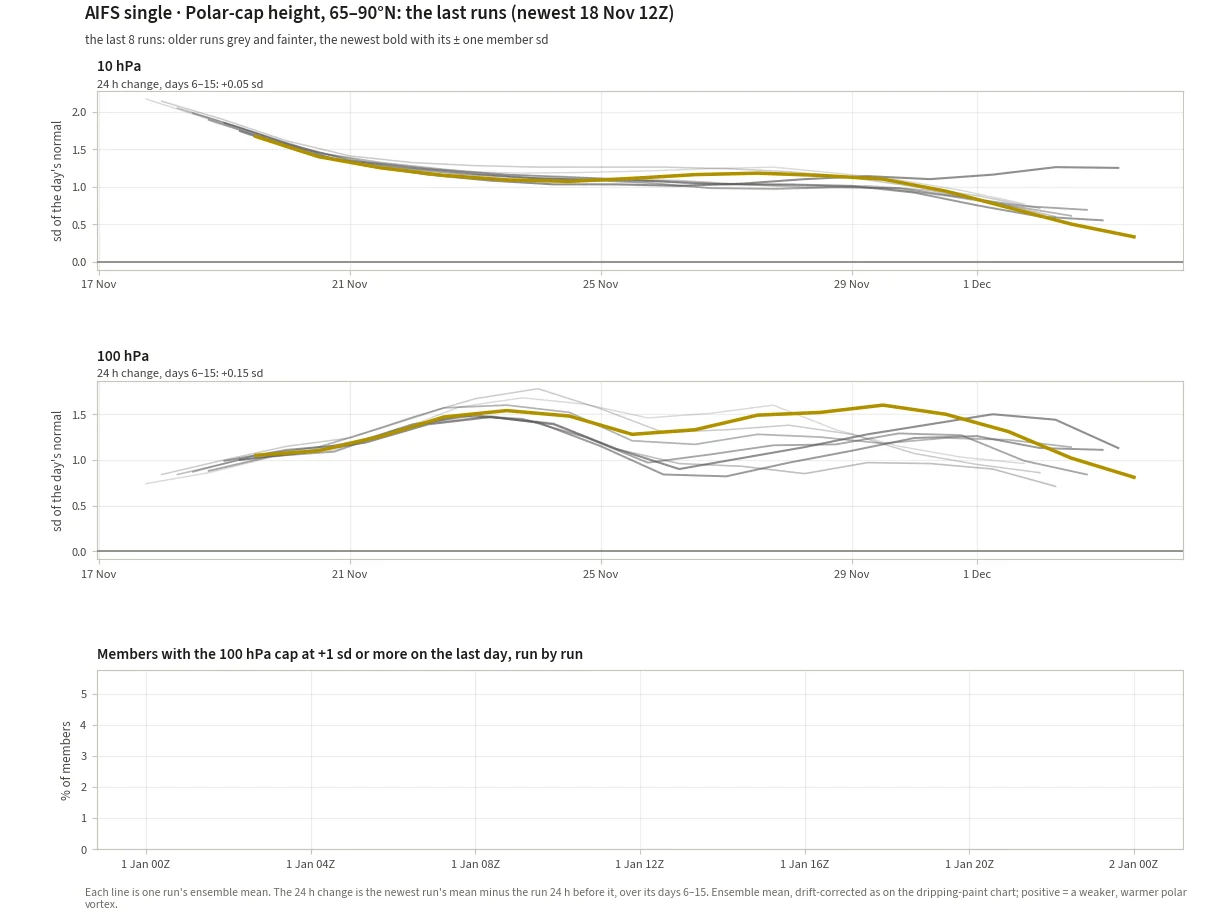 AIFS single · Polar-cap height, 65–90°N: the last runs (newest 18 Nov 12Z)
the last 8 runs: older runs grey and fainter, the newest bold with its ± one member sd
10 hPa
24 h change, days 6–15: +0.05 sd
sd of the day's normal
2.0
1.5
1.0
0.5
0.0
17 Nov
21 Nov
25 Nov
29 Nov
1 Dec
100 hPa
24 h change, days 6–15: +0.15 sd
sd of the day's normal
1.5
1.0
0.5
0.0
17 Nov
21 Nov
25 Nov
29 Nov
1 Dec
Members with the 100 hPa cap at +1 sd or more on the last day, run by run
% of members
5
4
3
2
1
0
1 Jan 00Z
1 Jan 04Z
1 Jan 08Z
1 Jan 12Z
1 Jan 16Z
1 Jan 20Z
2 Jan 00Z
Each line is one run's ensemble mean. The 24 h change is the newest run's mean minus the run 24 h before it, over its days 6–15. Ensemble mean, drift-corrected as on the dripping-paint chart; positive = a weaker, warmer polar
vortex.